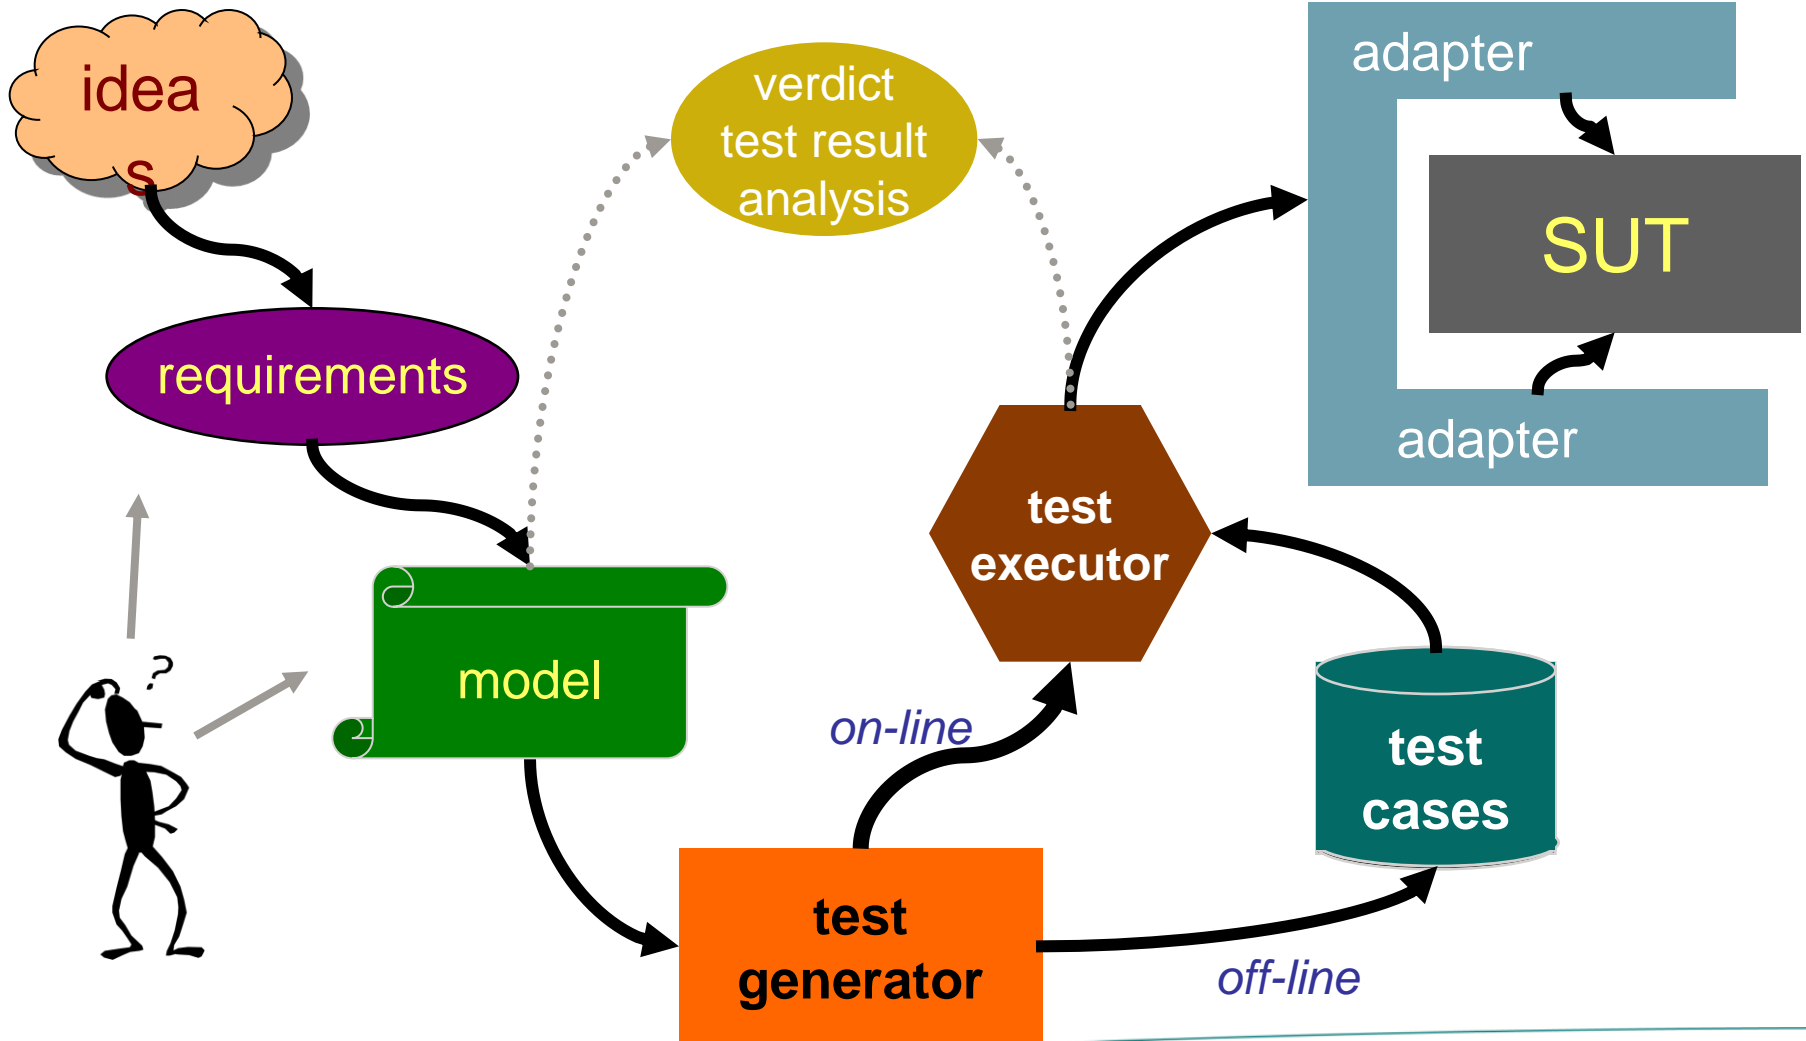 idea
s
verdict
test result
analysis
adapter
SUT
adapter
requirements
?
model
test
executor
on-line
test
cases
test
generator
off-line